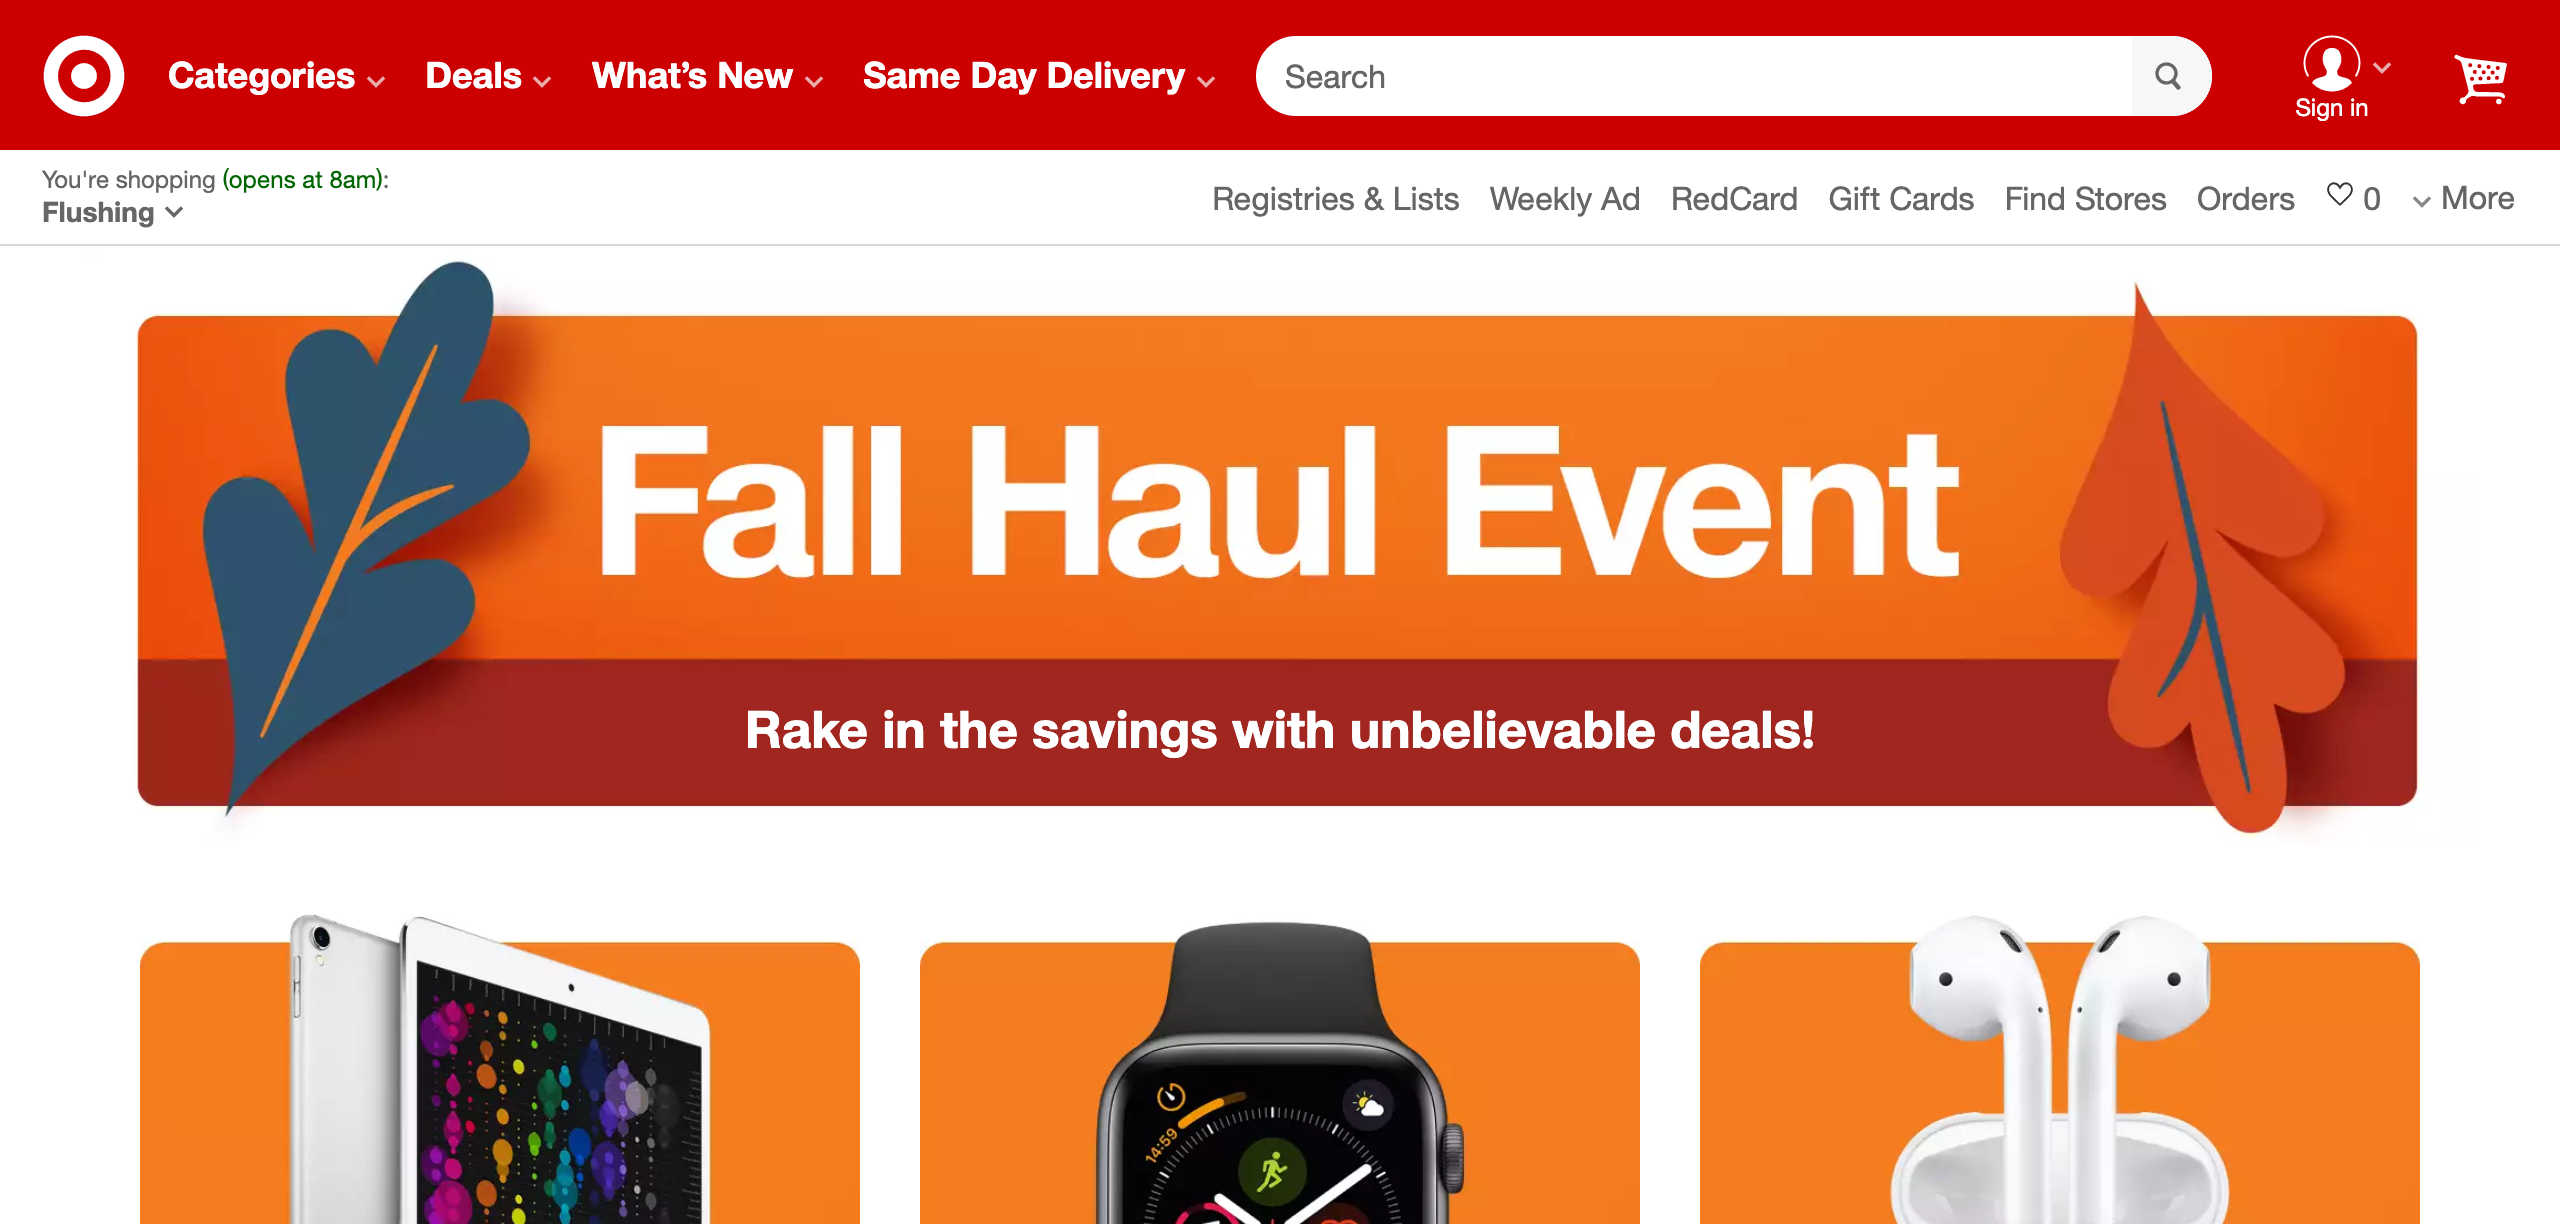 Categories Deals What's New Same Day Delivery Search Sign in
You're shopping (opens at 8am):
Flushing
Registries & Lists Weekly Ad RedCard Gift Cards Find Stores Orders 0 More
Fall Haul Event
Rake in the savings with unbelievable deals!
14:59